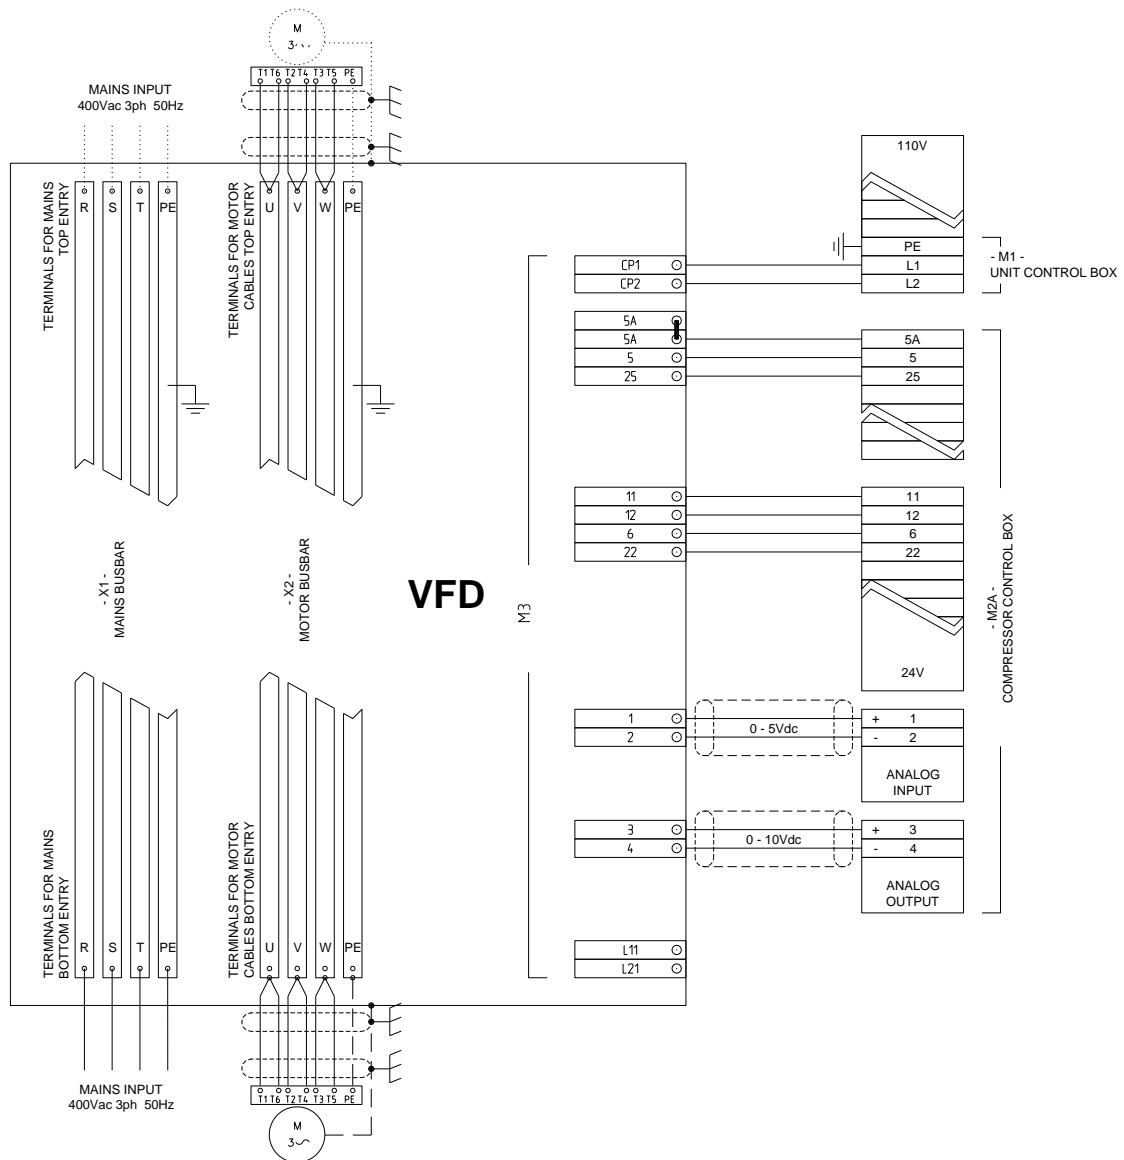 M
3
T1 T6 T2 T4 T3 T5 PE
MAINS INPUT
400Vac 3ph 50Hz
TERMINALS FOR MAINS
TOP ENTRY
R S T PE
TERMINALS FOR MOTOR
CABLES TOP ENTRY
U V W PE
110V
PE
L1
L2
- M1 -
UNIT CONTROL BOX
CP1
CP2
5A
5A
5
25
5A
5
25
11
12
6
22
11
12
6
22
24V
- M2A -
COMPRESSOR CONTROL BOX
- X1 -
MAINS BUSBAR
- X2 -
MOTOR BUSBAR
VFD
M3
1
2
0 - 5Vdc
+ 1
- 2
ANALOG
INPUT
3
4
0 - 10Vdc
+ 3
- 4
ANALOG
OUTPUT
L11
L21
TERMINALS FOR MAINS
BOTTOM ENTRY
R S T PE
TERMINALS FOR MOTOR
CABLES BOTTOM ENTRY
U V W PE
MAINS INPUT
400Vac 3ph 50Hz
T1 T6 T2 T4 T3 T5 PE
M
3